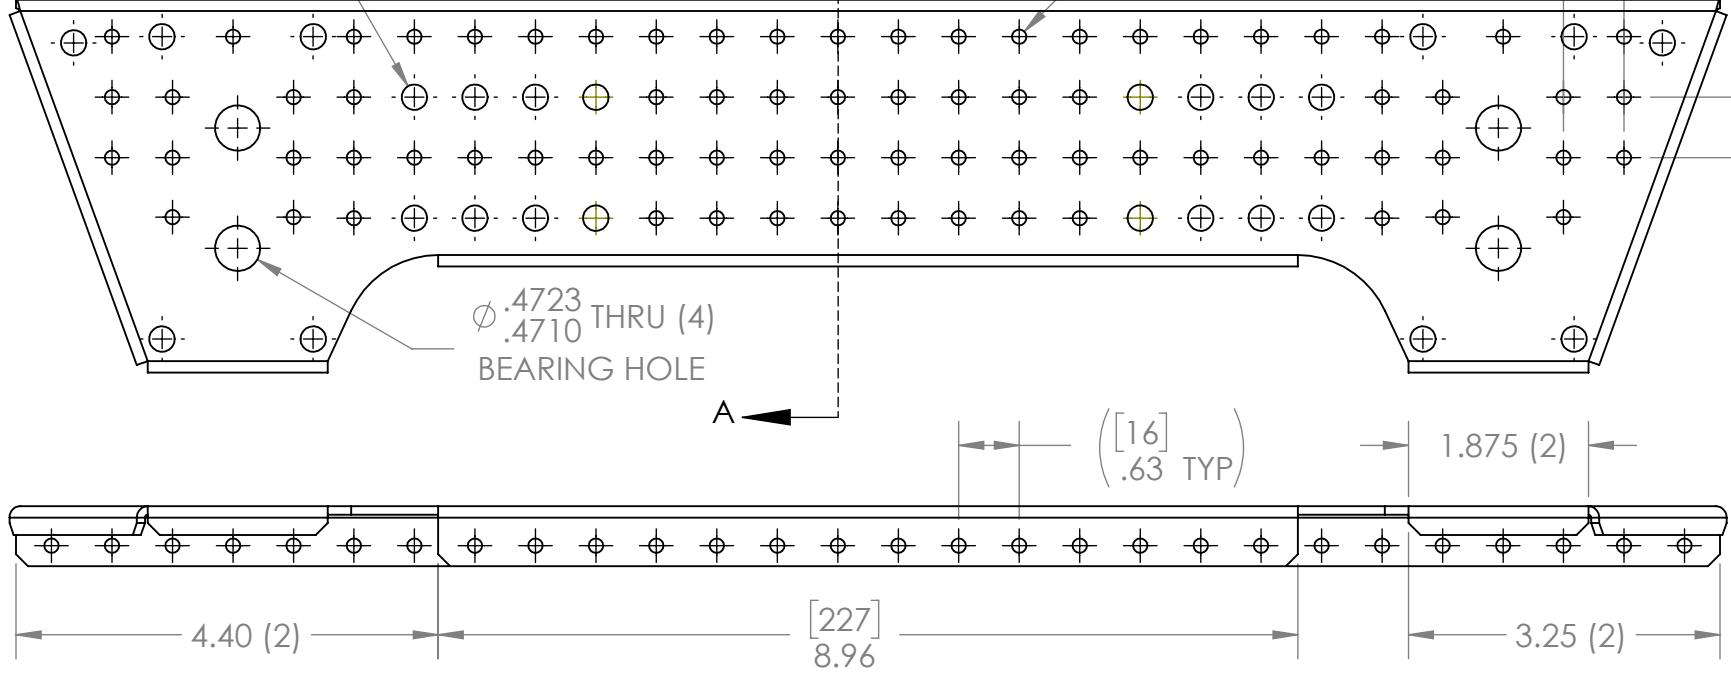 ∅ .4723 THRU (4)
.4710
BEARING HOLE
A
[16]
.63 TYP
1.875 (2)
4.40 (2)
[227]
8.96
3.25 (2)